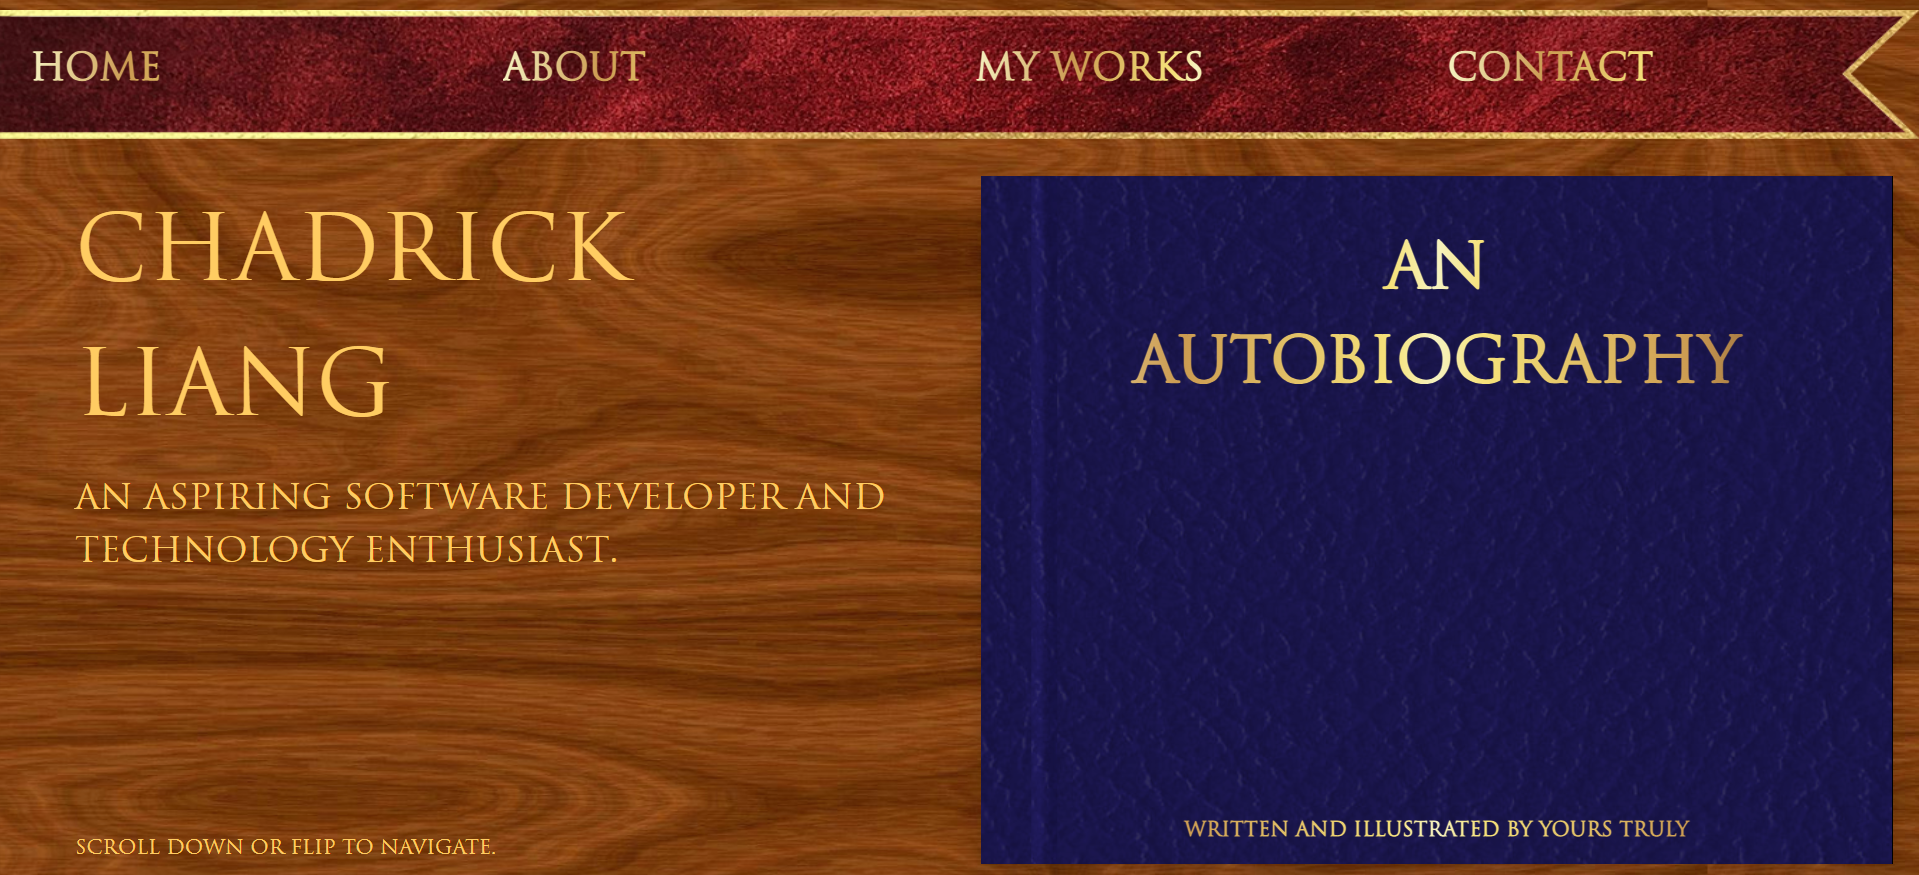 HOME ABOUT MY WORKS CONTACT
CHADRICK
LIANG
AN ASPIRING SOFTWARE DEVELOPER AND
TECHNOLOGY ENTHUSIAST.
SCROLL DOWN OR FLIP TO NAVIGATE.
AN
AUTOBIOGRAPHY
WRITTEN AND ILLUSTRATED BY YOURS TRULY